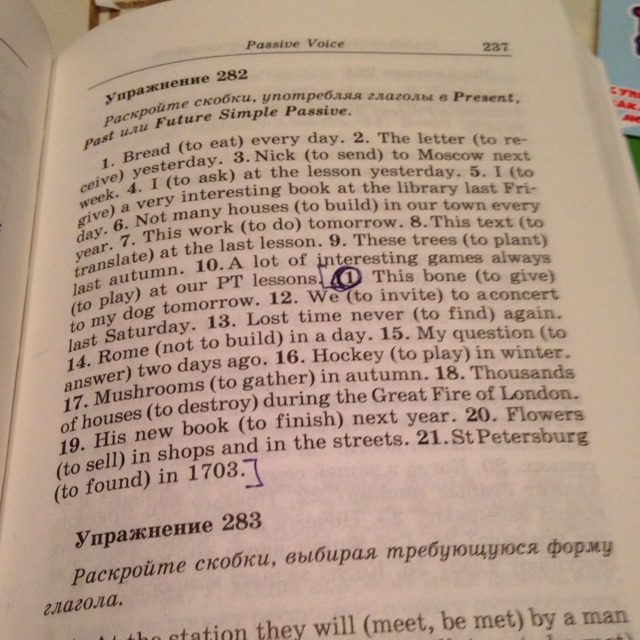 Passive Voice 237
Упражнение 282
Раскройте скобки, употребляя глаголы в Present,
Past или Future Simple Passive.
1. Bread (to eat) every day. 2. The letter (to re-
ceive) yesterday. 3. Nick (to send) to Moscow next
week. 4. I (to ask) at the lesson yesterday. 5. I (to
give) a very interesting book at the library last Fri-
day. 6. Not many houses (to build) in our town every
year. 7. This work (to do) tomorrow. 8. This text (to
translate) at the last lesson. 9. These trees (to plant)
last autumn. 10. A lot of interesting games always
(to play) at our PT lessons. 11 This bone (to give)
to my dog tomorrow. 12. We (to invite) to a concert
last Saturday. 13. Lost time never (to find) again.
14. Rome (not to build) in a day. 15. My question (to
answer) two days ago. 16. Hockey (to play) in winter.
17. Mushrooms (to gather) in autumn. 18. Thousands
of houses (to destroy) during the Great Fire of London.
19. His new book (to finish) next year. 20. Flowers
(to sell) in shops and in the streets. 21. St Petersburg
(to found) in 1703.
Упражнение 283
Раскройте скобки, выбирая требующуюся форму
глагола.
At the station they will (meet, be met) by a man